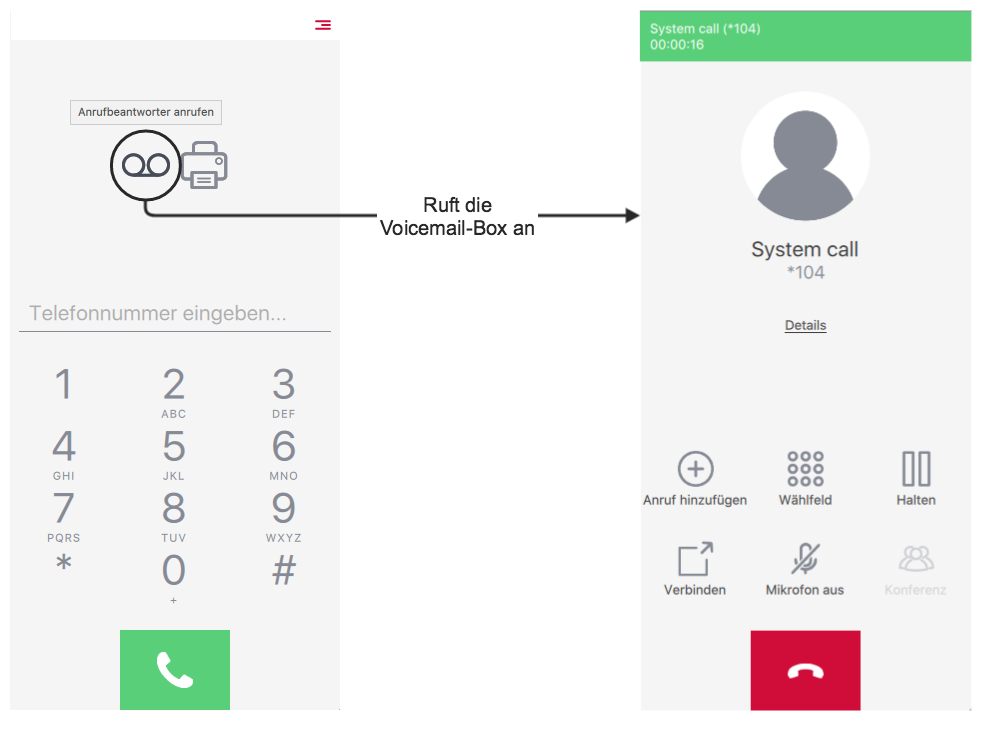 Anrufbeantworter anrufen
Telefonnummer eingeben...
1 2 3
ABC DEF
4 5 6
GHI JKL MNO
7 8 9
PQRS TUV WXYZ
* 0 #
+
Ruft die
Voicemail-Box an
System call (*104)
00:00:16
System call
*104
Details
Anruf hinzufügen Wählfeld Halten
Verbinden Mikrofon aus Konferenz